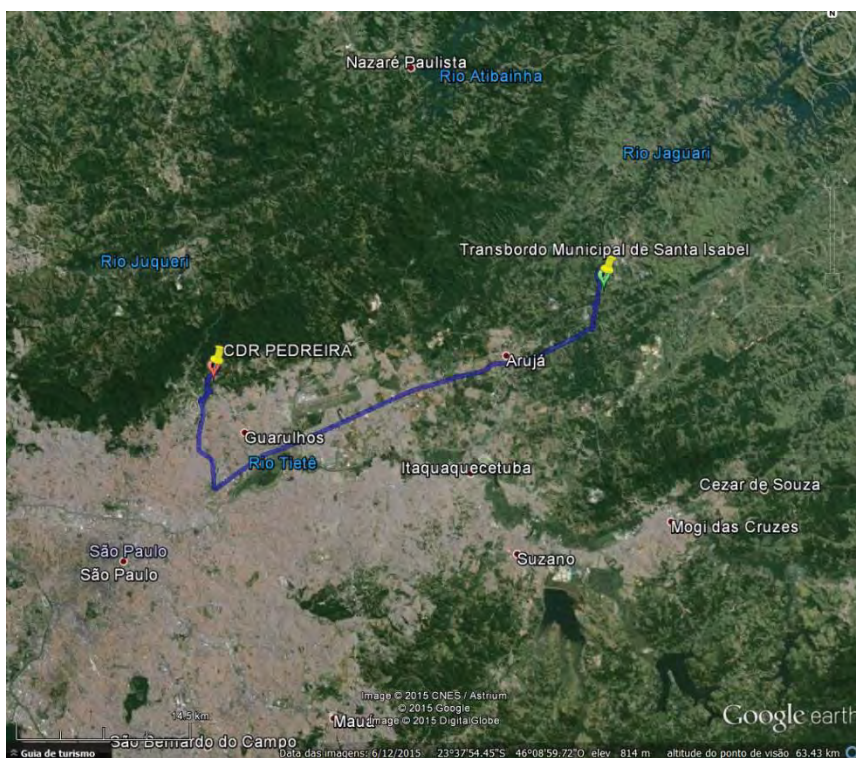 N
Nazaré Paulista
Rio Atibainha
Rio Jaguari
Transbordo Municipal de Santa Isabel
Rio Juqueri
CDR PEDREIRA
Arujá
Guarulhos
Rio Tietê
Itaquaquecetuba
Cezar de Souza
Mogi das Cruzes
São Paulo
São Paulo
Suzano
Image © 2015 CNES / Astrium
© 2015 Google
Image © 2015 DigitalGlobe
14.5 km
Mauá
Google earth
São Bernardo do Campo
Guia de turismo
Data das imagens: 6/12/2015 23°37'54.45"S 46°08'59.72"O elev 814 m altitude do ponto de visão 63.43 km